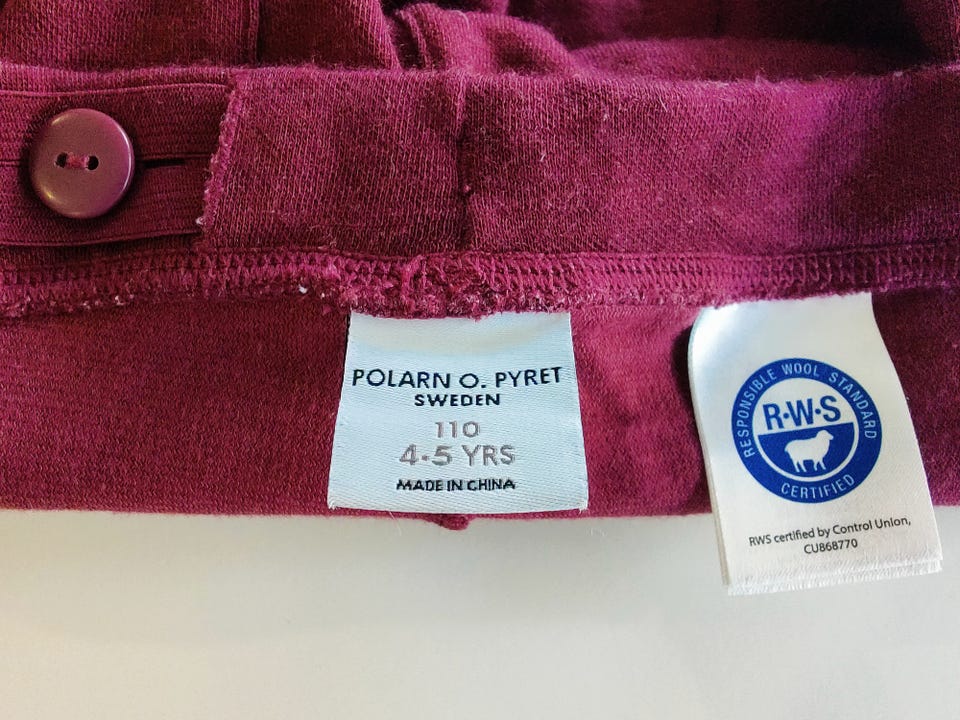 POLARN O. PYRET
SWEDEN
110
4-5 YRS
MADE IN CHINA
RESPONSIBLE WOOL STANDARD
R·W·S
CERTIFIED
RWS certified by Control Union,
CU868770